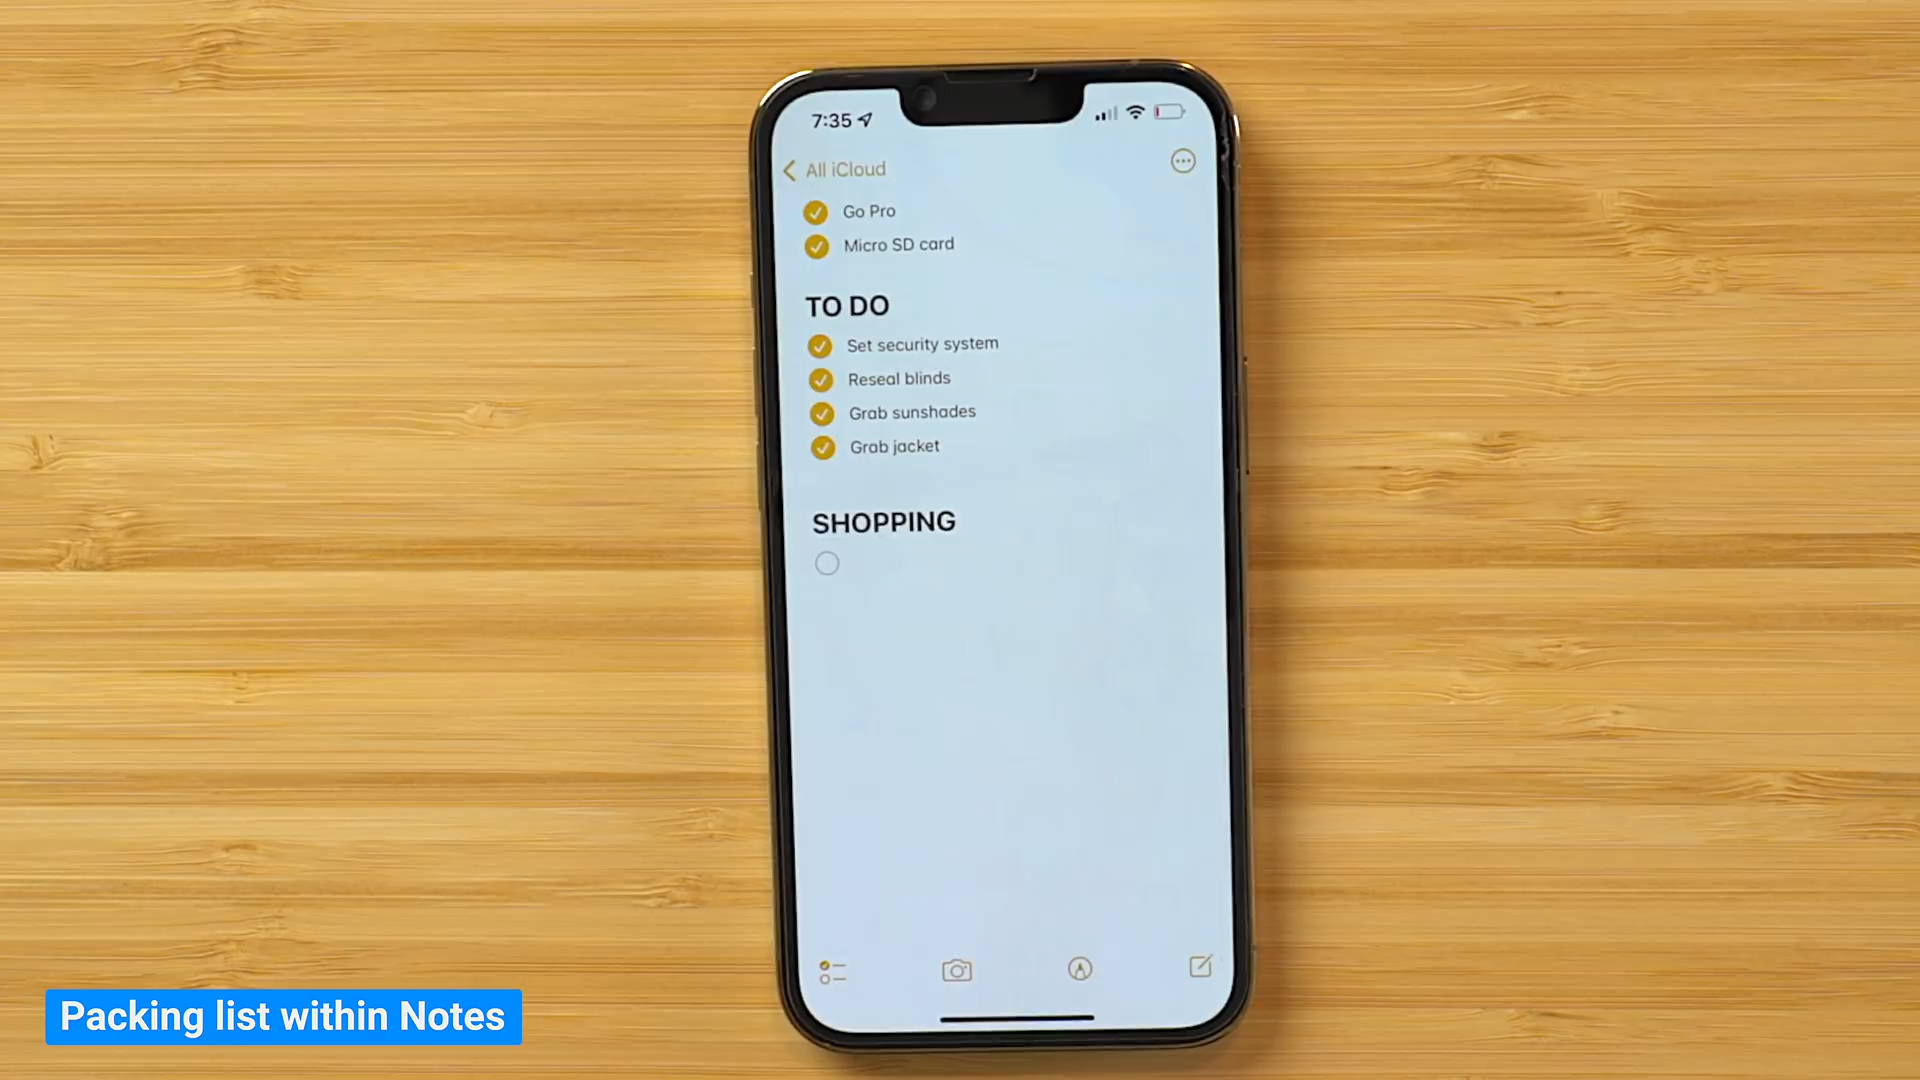 7:35
All iCloud
Go Pro
Micro SD card
TO DO
Set security system
Reseal blinds
Grab sunshades
Grab jacket
SHOPPING
Packing list within Notes